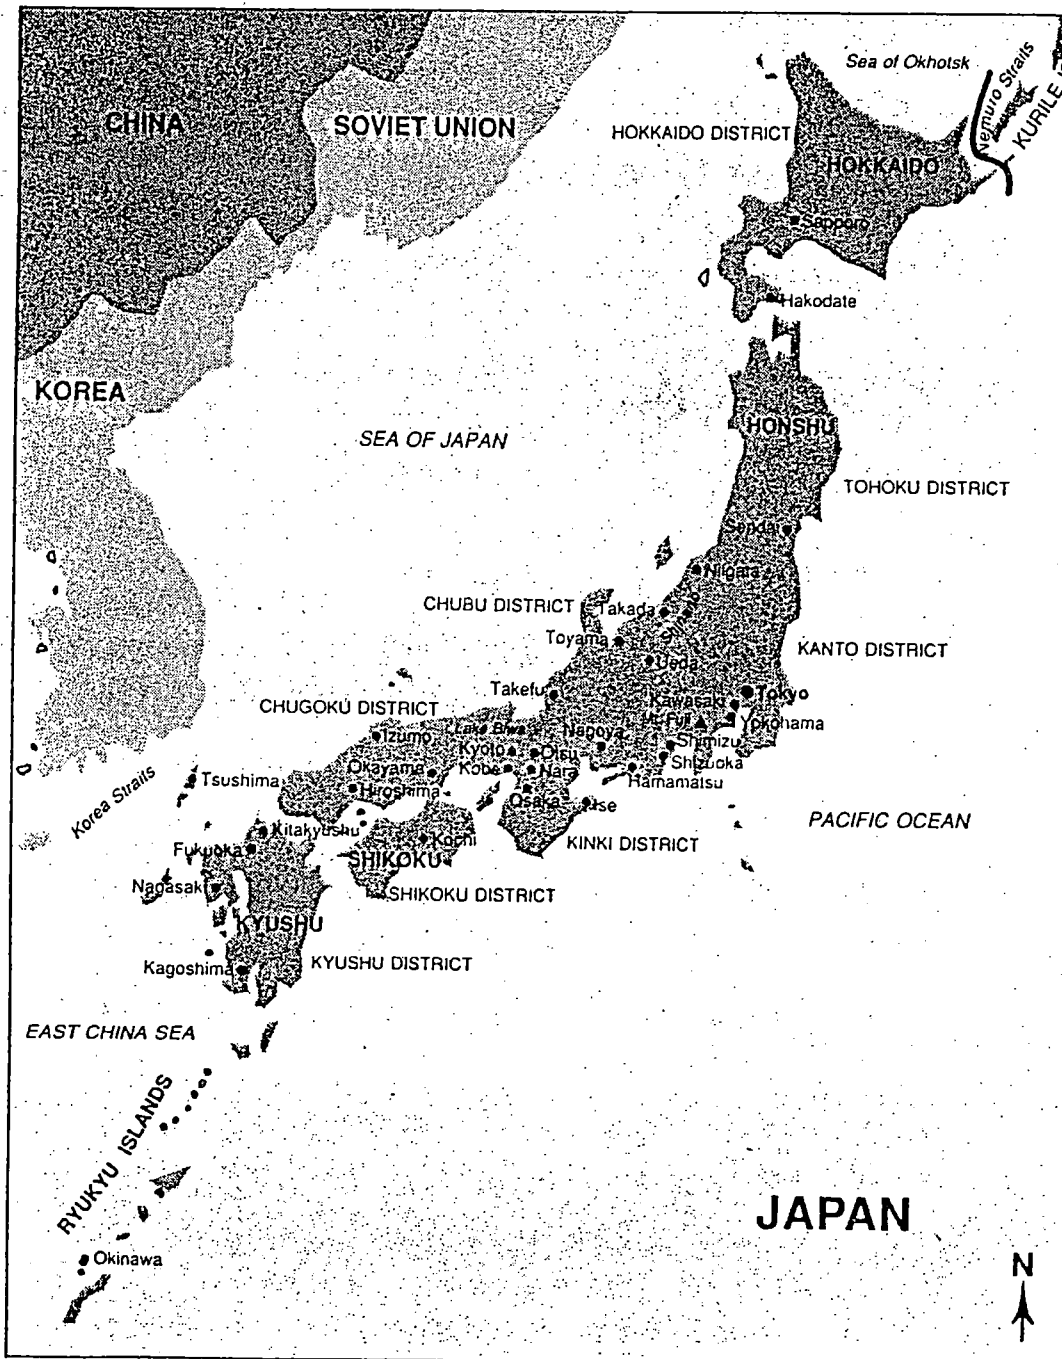 Sea of Okhotsk
Nemuro Straits
KURILE
CHINA
SOVIET UNION
HOKKAIDO DISTRICT
HOKKAIDO
Sapporo
Hakodate
KOREA
SEA OF JAPAN
HONSHU
TOHOKU DISTRICT
Sendai
Niigata
CHUBU DISTRICT
Takada
Toyama
Ueda
KANTO DISTRICT
Takefu
Kawasaki
Tokyo
CHUGOKU DISTRICT
Mt. Fuji
Yokohama
Izumo
Lake Biwa
Nagoya
Shimizu
Kyoto
Otsu
Shizuoka
Okayama
Kobe
Nara
Hamamatsu
Tsushima
Hiroshima
Osaka
Ise
Korea Straits
PACIFIC OCEAN
Kitakyushu
Kochi
KINKI DISTRICT
Fukuoka
SHIKOKU
Nagasaki
SHIKOKU DISTRICT
KYUSHU
Kagoshima
KYUSHU DISTRICT
EAST CHINA SEA
RYUKYU ISLANDS
Okinawa
JAPAN
N